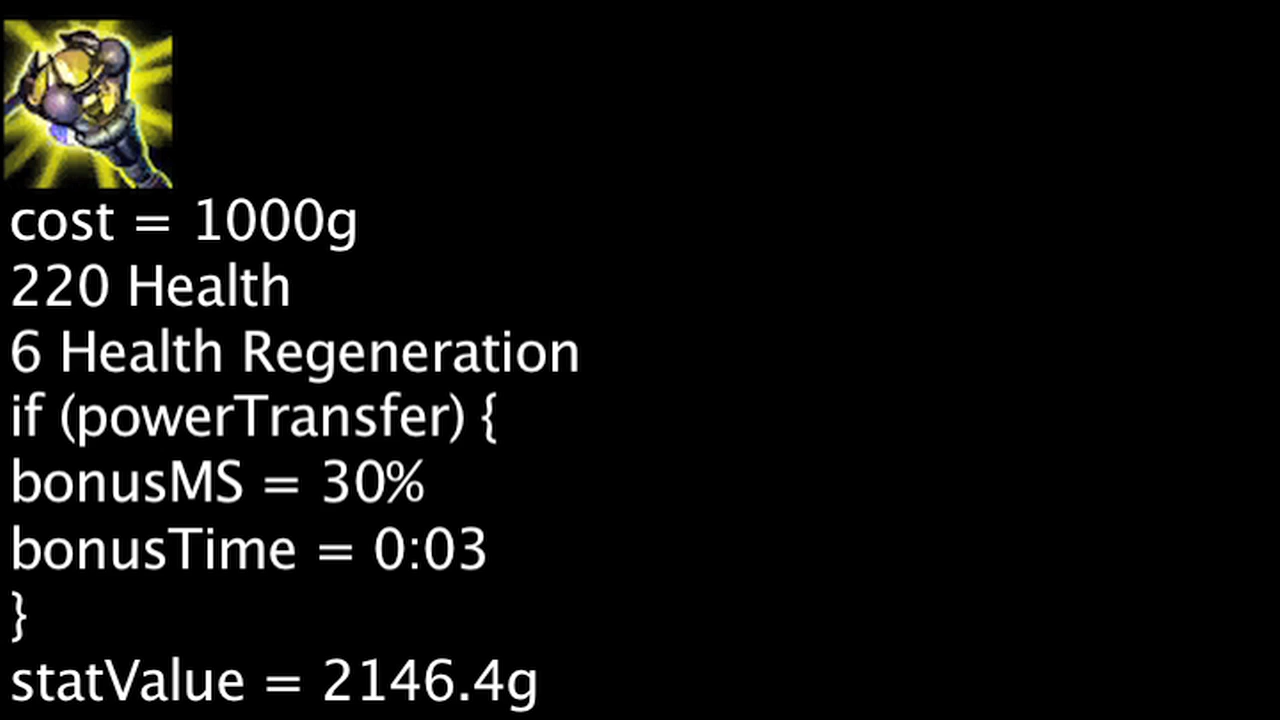 cost = 1000g
220 Health
6 Health Regeneration
if (powerTransfer) {
bonusMS = 30%
bonusTime = 0:03
}
statValue = 2146.4g